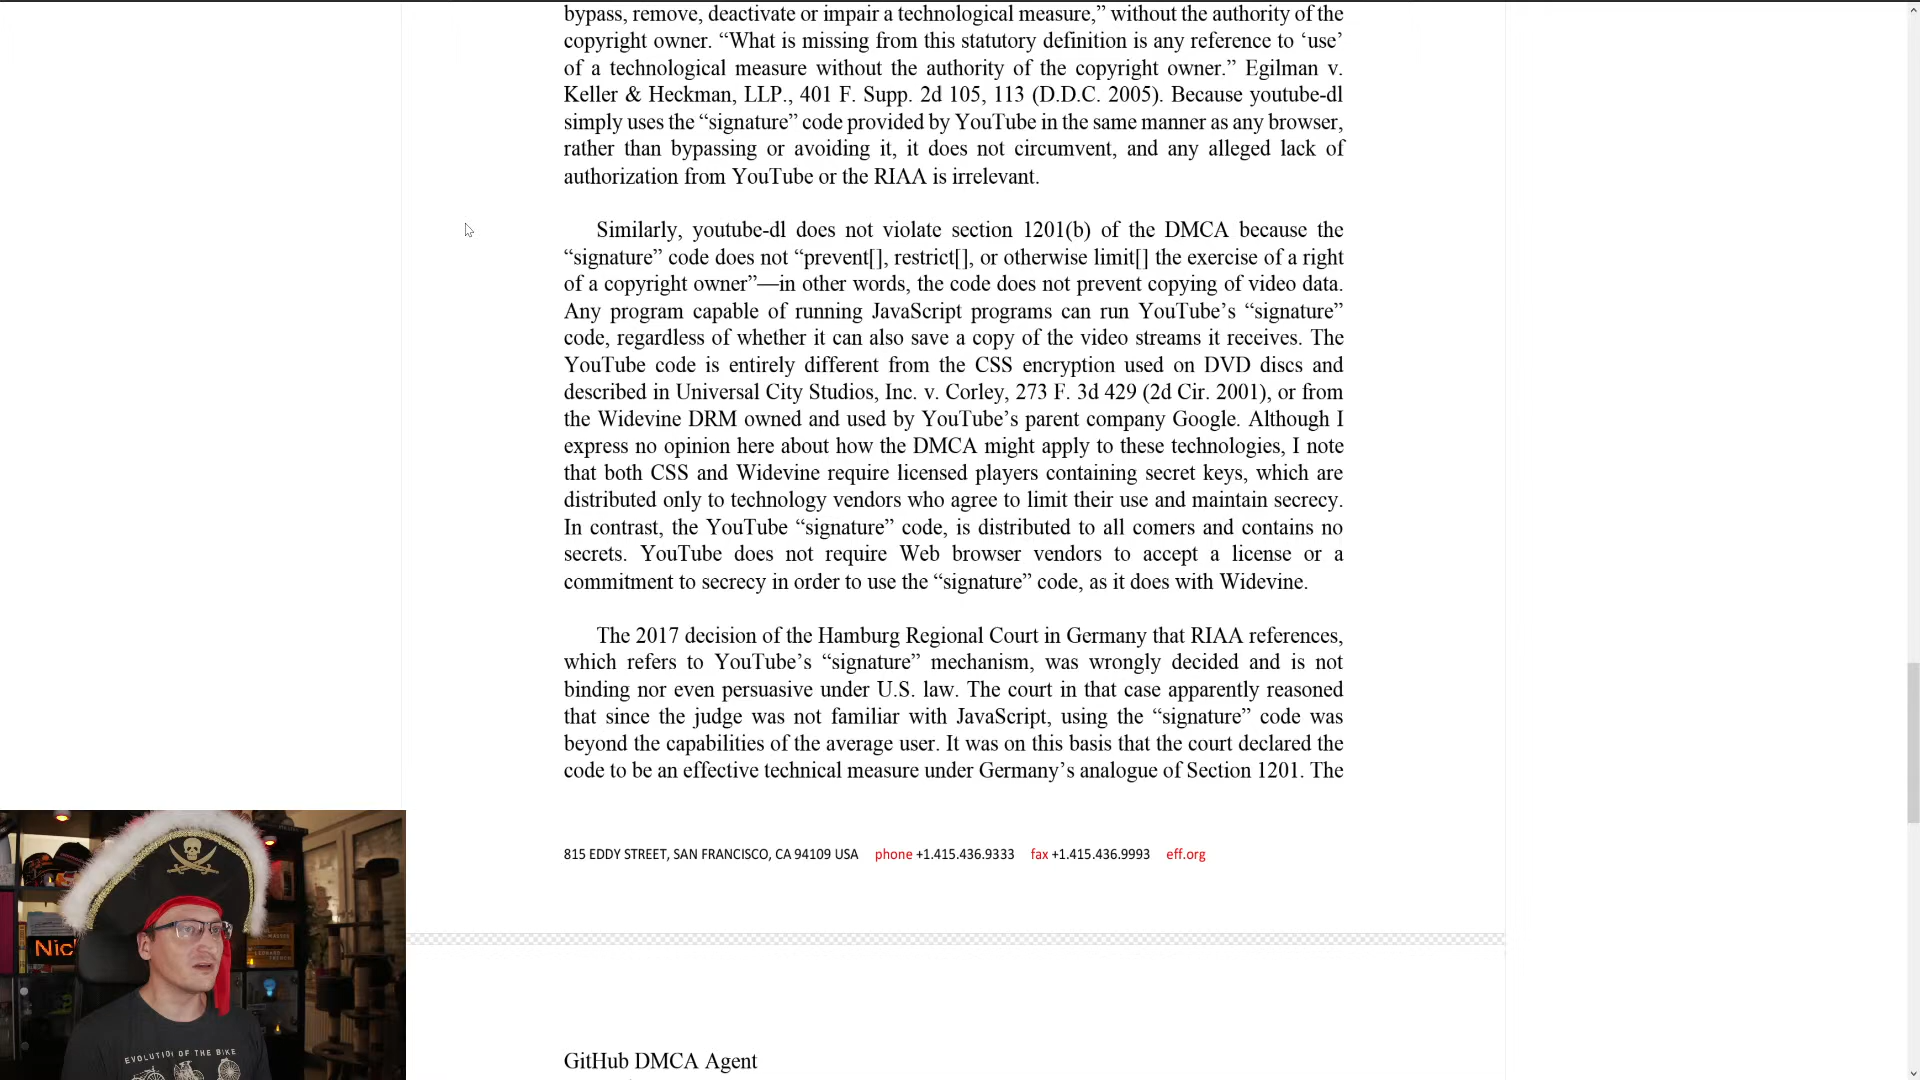 bypass, remove, deactivate or impair a technological measure,” without the authority of the
copyright owner. “What is missing from this statutory definition is any reference to ‘use’
of a technological measure without the authority of the copyright owner.” Egilman v.
Keller & Heckman, LLP., 401 F. Supp. 2d 105, 113 (D.D.C. 2005). Because youtube-dl
simply uses the “signature” code provided by YouTube in the same manner as any browser,
rather than bypassing or avoiding it, it does not circumvent, and any alleged lack of
authorization from YouTube or the RIAA is irrelevant.
Similarly, youtube-dl does not violate section 1201(b) of the DMCA because the
“signature” code does not “prevent[], restrict[], or otherwise limit[] the exercise of a right
of a copyright owner”—in other words, the code does not prevent copying of video data.
Any program capable of running JavaScript programs can run YouTube’s “signature”
code, regardless of whether it can also save a copy of the video streams it receives. The
YouTube code is entirely different from the CSS encryption used on DVD discs and
described in Universal City Studios, Inc. v. Corley, 273 F. 3d 429 (2d Cir. 2001), or from
the Widevine DRM owned and used by YouTube’s parent company Google. Although I
express no opinion here about how the DMCA might apply to these technologies, I note
that both CSS and Widevine require licensed players containing secret keys, which are
distributed only to technology vendors who agree to limit their use and maintain secrecy.
In contrast, the YouTube “signature” code, is distributed to all comers and contains no
secrets. YouTube does not require Web browser vendors to accept a license or a
commitment to secrecy in order to use the “signature” code, as it does with Widevine.
The 2017 decision of the Hamburg Regional Court in Germany that RIAA references,
which refers to YouTube’s “signature” mechanism, was wrongly decided and is not
binding nor even persuasive under U.S. law. The court in that case apparently reasoned
that since the judge was not familiar with JavaScript, using the “signature” code was
beyond the capabilities of the average user. It was on this basis that the court declared the
code to be an effective technical measure under Germany’s analogue of Section 1201. The
815 EDDY STREET, SAN FRANCISCO, CA 94109 USA phone +1.415.436.9333 fax +1.415.436.9993 eff.org
GitHub DMCA Agent
Nic
EVOLUTION OF THE BIKE